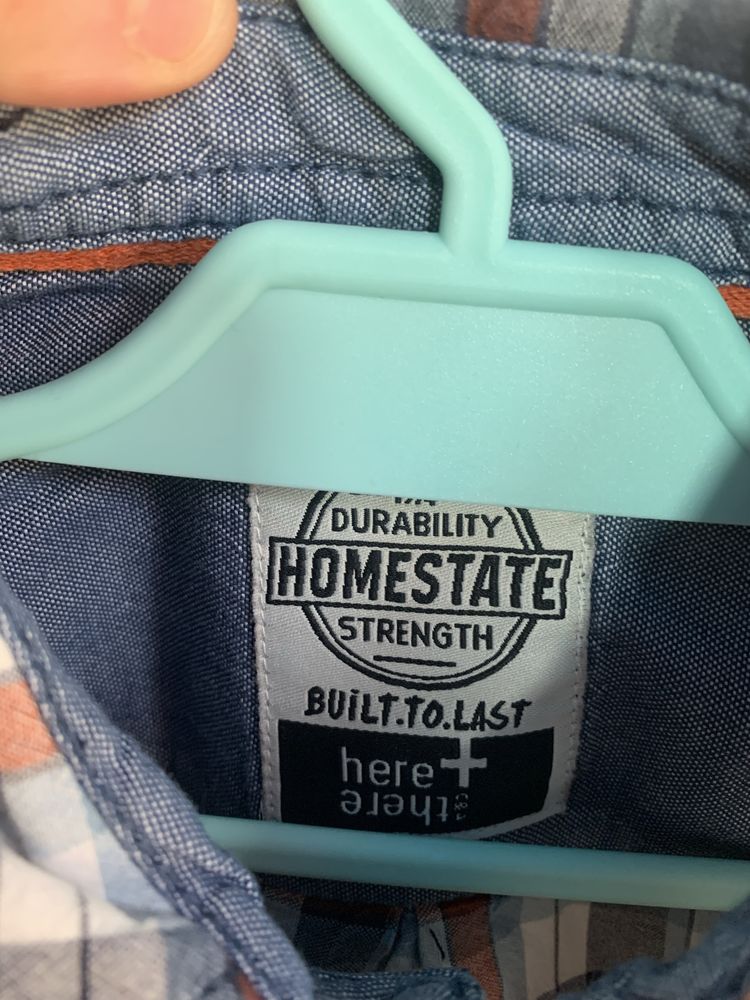 DURABILITY
HOMESTATE
STRENGTH
BUiLT.TO.LAST
here
there
C&A